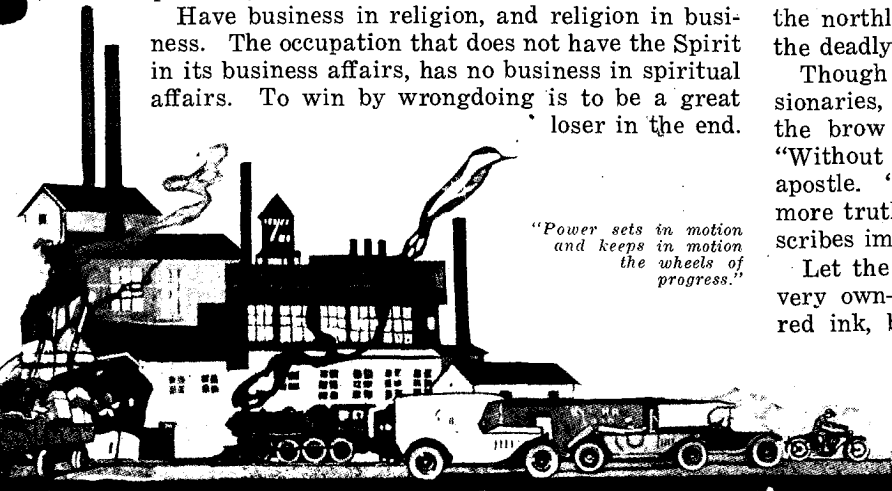 Have business in religion, and religion in busi-
ness. The occupation that does not have the Spirit
in its business affairs, has no business in spiritual
affairs. To win by wrongdoing is to be a great
loser in the end.
"Power sets in motion
and keeps in motion
the wheels of
progress."
the northl
the deadly
Though
sionaries,
the brow
"Without
apostle. ‘
more trut
scribes im
Let the
very own-
red ink,